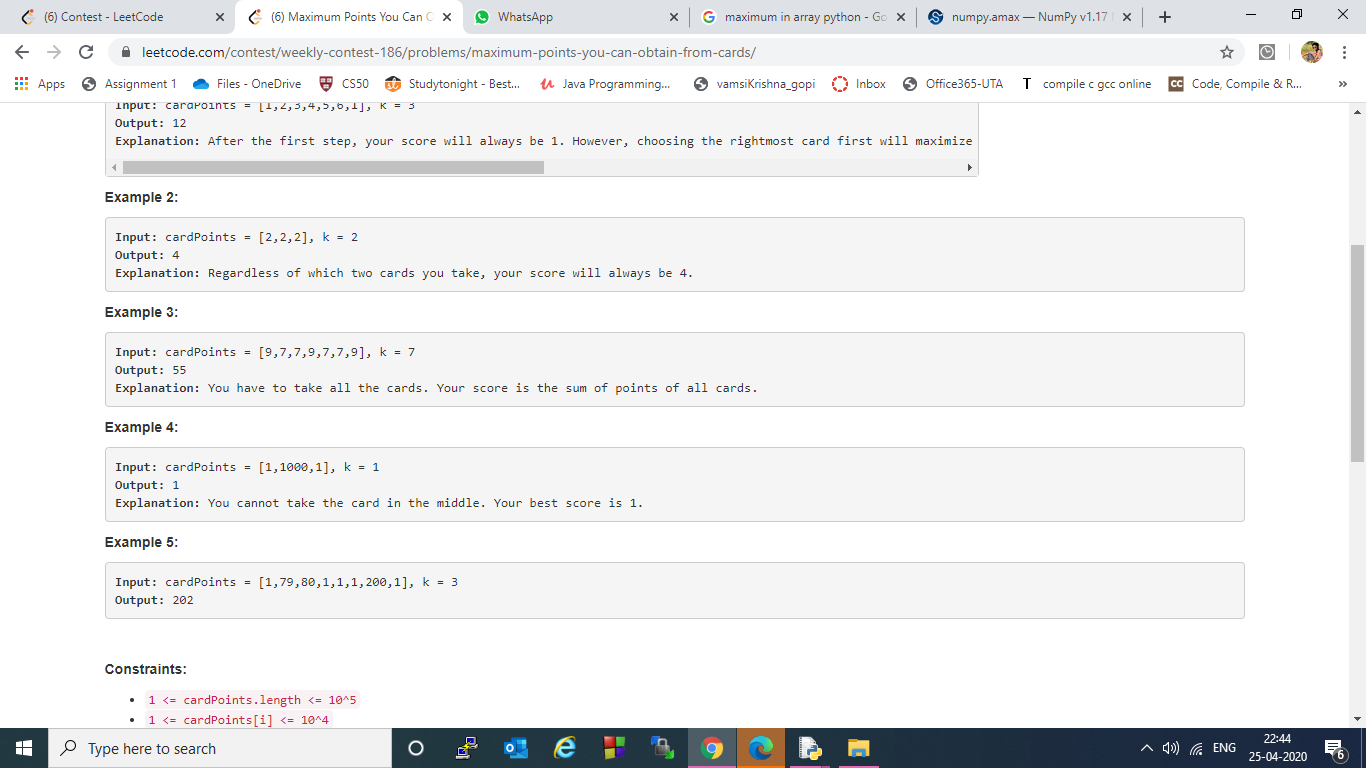 (6) Contest - LeetCode
(6) Maximum Points You Can C
WhatsApp
maximum in array python - Go
numpy.amax — NumPy v1.17
leetcode.com/contest/weekly-contest-186/problems/maximum-points-you-can-obtain-from-cards/
Apps Assignment 1 Files - OneDrive CS50 Studytonight - Best... Java Programming... vamsiKrishna_gopi Inbox Office365-UTA T compile c gcc online CC Code, Compile & R... »
Input: cardPoints = [1,2,3,4,5,6,1], k = 3
Output: 12
Explanation: After the first step, your score will always be 1. However, choosing the rightmost card first will maximize
Example 2:
Input: cardPoints = [2,2,2], k = 2
Output: 4
Explanation: Regardless of which two cards you take, your score will always be 4.
Example 3:
Input: cardPoints = [9,7,7,9,7,7,9], k = 7
Output: 55
Explanation: You have to take all the cards. Your score is the sum of points of all cards.
Example 4:
Input: cardPoints = [1,1000,1], k = 1
Output: 1
Explanation: You cannot take the card in the middle. Your best score is 1.
Example 5:
Input: cardPoints = [1,79,80,1,1,1,200,1], k = 3
Output: 202
Constraints:
• 1 <= cardPoints.length <= 10^5
• 1 <= cardPoints[i] <= 10^4
Type here to search
ENG
22:44
25-04-2020
6